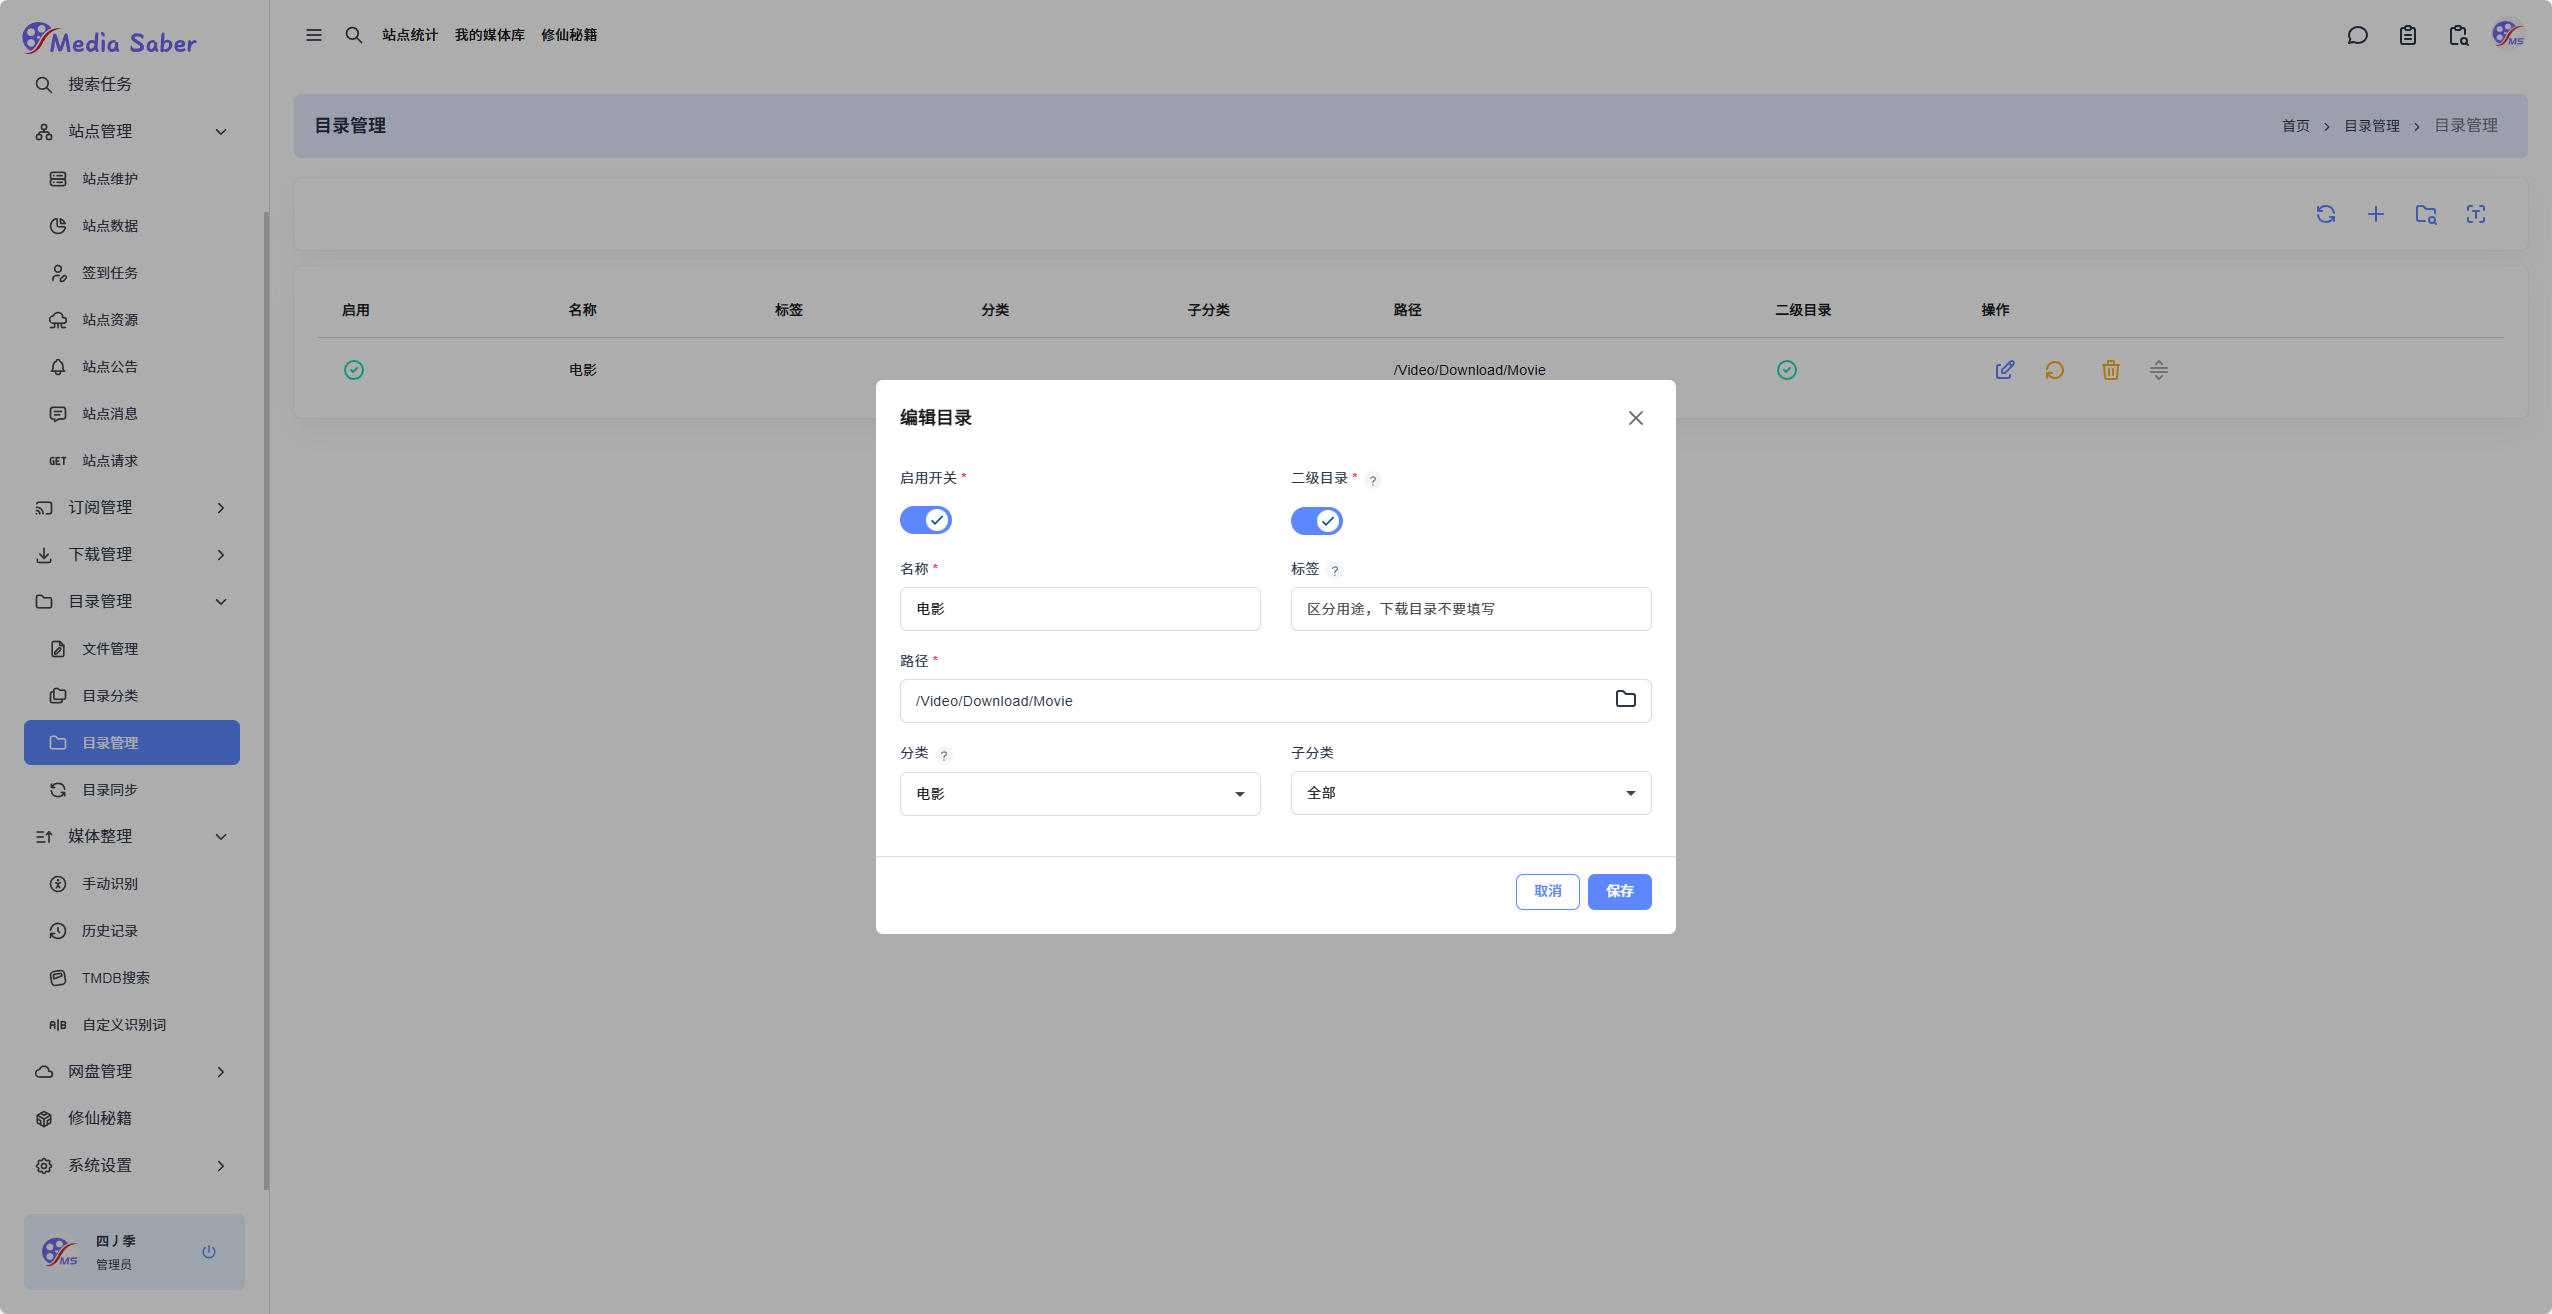 Media Saber
搜索任务
站点管理
站点维护
站点数据
签到任务
站点资源
站点公告
站点消息
GET 站点请求
订阅管理
下载管理
目录管理
文件管理
目录分类
目录管理
目录同步
媒体整理
手动识别
历史记录
TMDB搜索
A|B 自定义识别词
网盘管理
修仙秘籍
系统设置
MS
四丿季
管理员
站点统计 我的媒体库 修仙秘籍
MS
目录管理
首页 > 目录管理 > 目录管理
启用 名称 标签 分类 子分类 路径 二级目录 操作
电影 /Video/Download/Movie
编辑目录
启用开关 * 二级目录 * ?
名称 * 标签 ?
电影 区分用途，下载目录不要填写
路径 *
/Video/Download/Movie
分类 ? 子分类
电影 全部
取消 保存